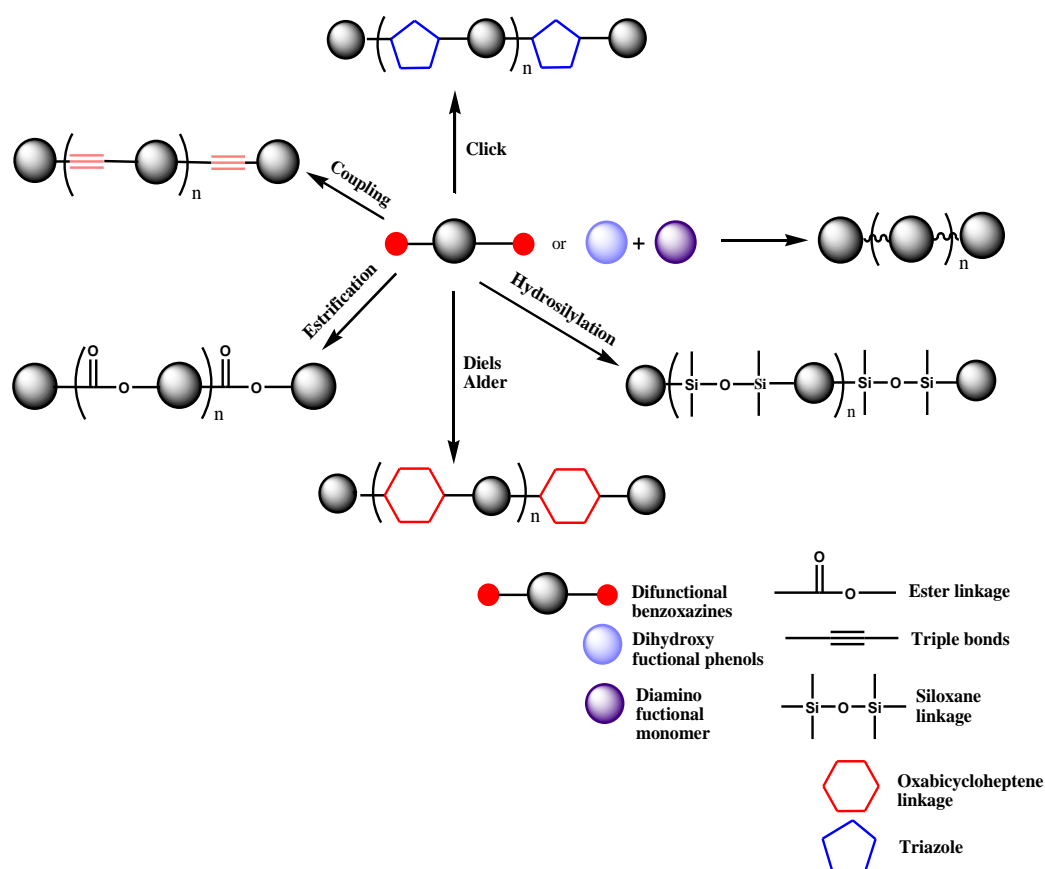 n
Click
n
Coupling
or
+
n
Estrification
Hydrosilylation
O
O
O
O
n
Diels
Alder
Si
O
Si
Si
O
Si
n
n
Difunctional
benzoxazines
O
O
Ester linkage
Dihydroxy
fuctional phenols
Triple bonds
Diamino
fuctional
monomer
Si
O
Si
Siloxane
linkage
Oxabicycloheptene
linkage
Triazole